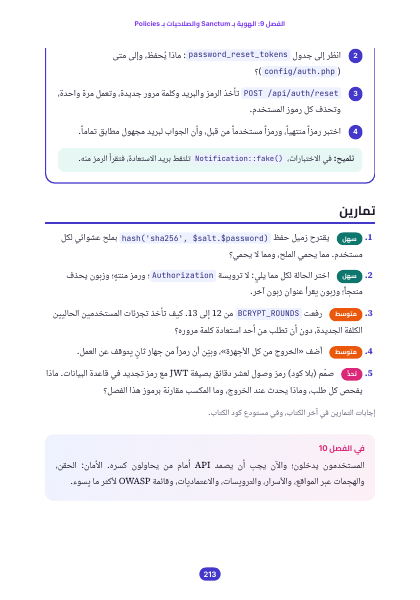 الفصل 9: الهوية بـ Sanctum والصلاحيات بـ Policies
2 انظر إلى جدول password_reset_tokens: ماذا يُحفظ، وإلى متى
(config/auth.php)؟
3 POST /api/auth/reset تأخذ الرمز والبريد وكلمة مرور جديدة، وتعمل مرة واحدة،
وتحذف كل رموز المستخدم.
4 اختبر رمزاً منتهياً، ورمزاً مستخدماً من قبل، وأن الجواب لبريد مجهول مطابق تماماً.
تلميح: في الاختبارات، Notification::fake() تلتقط بريد الاستعادة، فتقرأ الرمز منه.
تمارين
1. سهل يقترح زميل حفظ hash('sha256', $salt.$password) بملح عشوائي لكل
مستخدم. مما يحمي الملح، ومما لا يحمي؟
2. سهل اختر الحالة لكل مما يلي: لا ترويسة Authorization؛ ورمز منتهٍ؛ وزبون يحذف
منتجاً؛ وزبون يقرأ عنوان زبون آخر.
3. متوسط رفعت BCRYPT_ROUNDS من 12 إلى 13. كيف تأخذ تجزئات المستخدمين الحاليين
الكلفة الجديدة، دون أن تطلب من أحد استعادة كلمة مروره؟
4. متوسط أضف «الخروج من كل الأجهزة»، وبيّن أن رمزاً من جهاز ثانٍ يتوقف عن العمل.
5. تحدٍّ صمّم (بلا كود) رمز وصول لعشر دقائق بصيغة JWT مع رمز تجديد في قاعدة البيانات. ماذا
يفحص كل طلب، وماذا يحدث عند الخروج، وما المكسب مقارنة برموز هذا الفصل؟
إجابات التمارين في آخر الكتاب، وفي مستودع كود الكتاب.
في الفصل 10
المستخدمون يدخلون؛ والآن يجب أن يصمد API أمام من يحاولون كسره. الأمان: الحقن،
والهجمات عبر المواقع، والأسرار، والترويسات، والاعتماديات، وقائمة OWASP لأكثر ما يسوء.
213